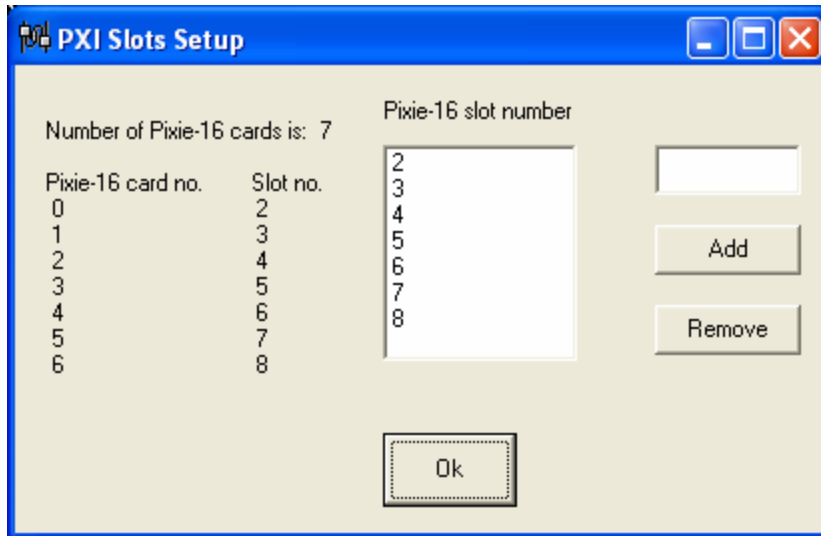 PXI Slots Setup
Number of Pixie-16 cards is: 7
Pixie-16 card no. Slot no.
0 2
1 3
2 4
3 5
4 6
5 7
6 8
Pixie-16 slot number
2
3
4
5
6
7
8
Add
Remove
Ok